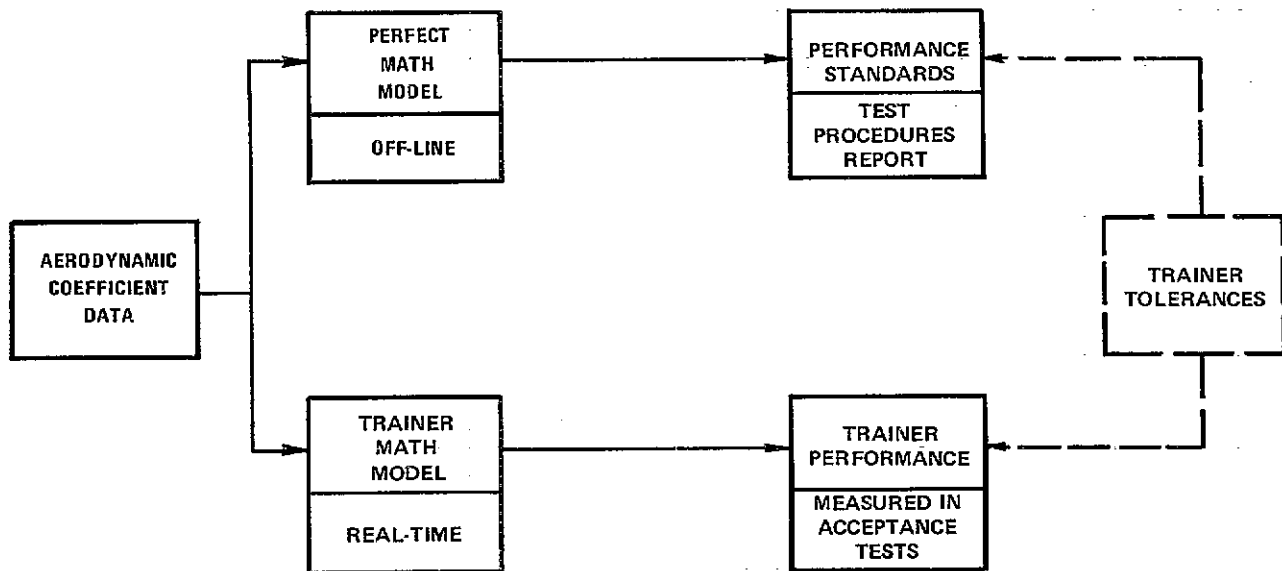 PERFECT
MATH
MODEL
OFF-LINE
PERFORMANCE
STANDARDS
TEST
PROCEDURES
REPORT
AERODYNAMIC
COEFFICIENT
DATA
TRAINER
TOLERANCES
TRAINER
MATH
MODEL
REAL-TIME
TRAINER
PERFORMANCE
MEASURED IN
ACCEPTANCE
TESTS